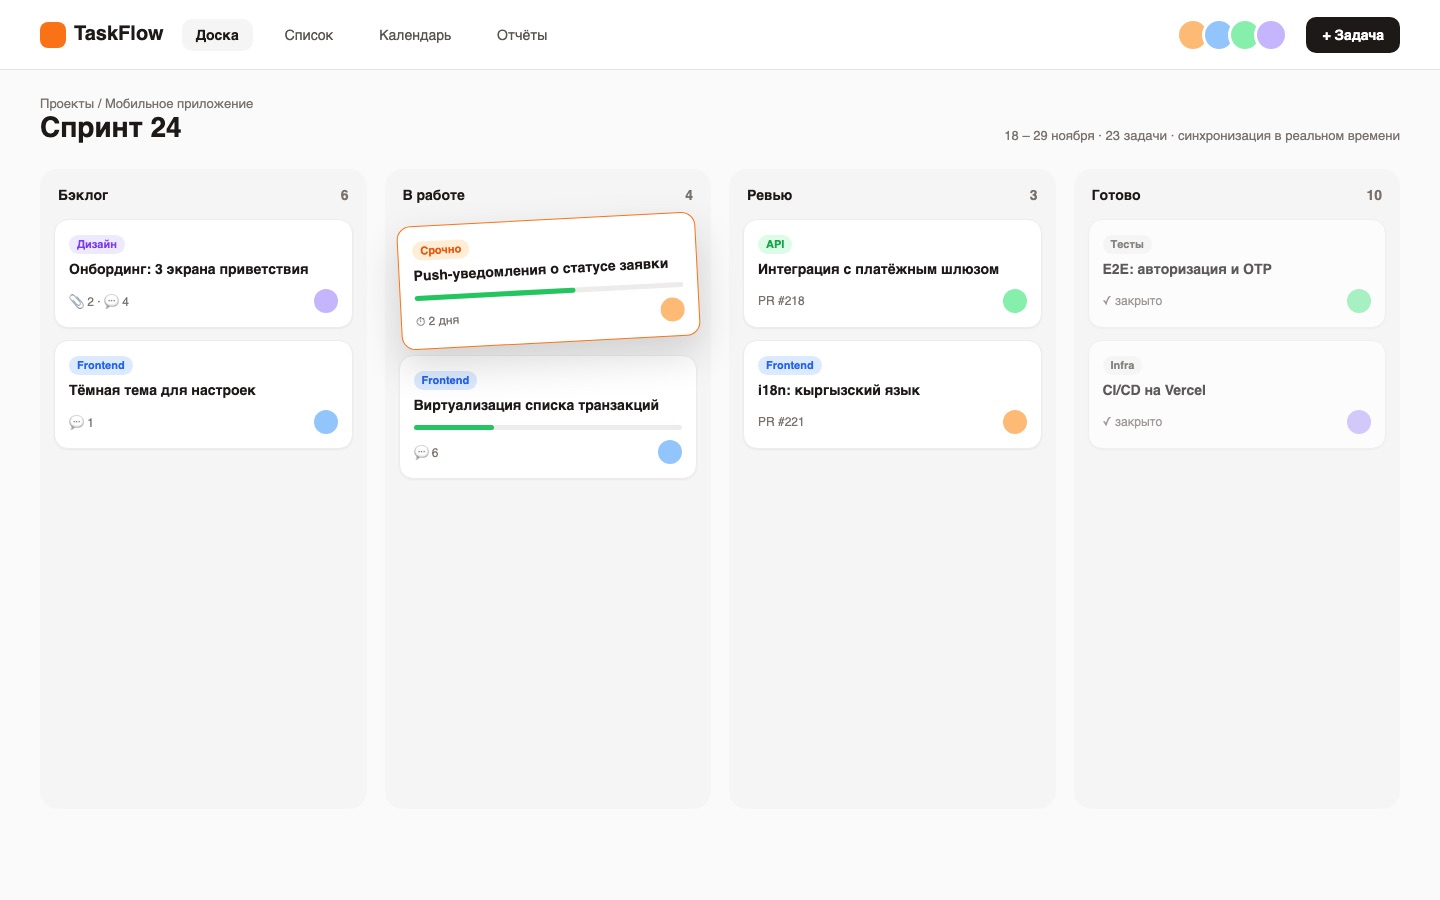 TaskFlow
Доска
Список
Календарь
Отчёты
+ Задача
Проекты / Мобильное приложение
Спринт 24
18 – 29 ноября · 23 задачи · синхронизация в реальном времени
Бэклог 6
Дизайн
Онбординг: 3 экрана приветствия
📎 2 · 💬 4
Frontend
Тёмная тема для настроек
💬 1
В работе 4
Срочно
Push-уведомления о статусе заявки
⏱ 2 дня
Frontend
Виртуализация списка транзакций
💬 6
Ревью 3
API
Интеграция с платёжным шлюзом
PR #218
Frontend
i18n: кыргызский язык
PR #221
Готово 10
Тесты
E2E: авторизация и OTP
✓ закрыто
Infra
CI/CD на Vercel
✓ закрыто